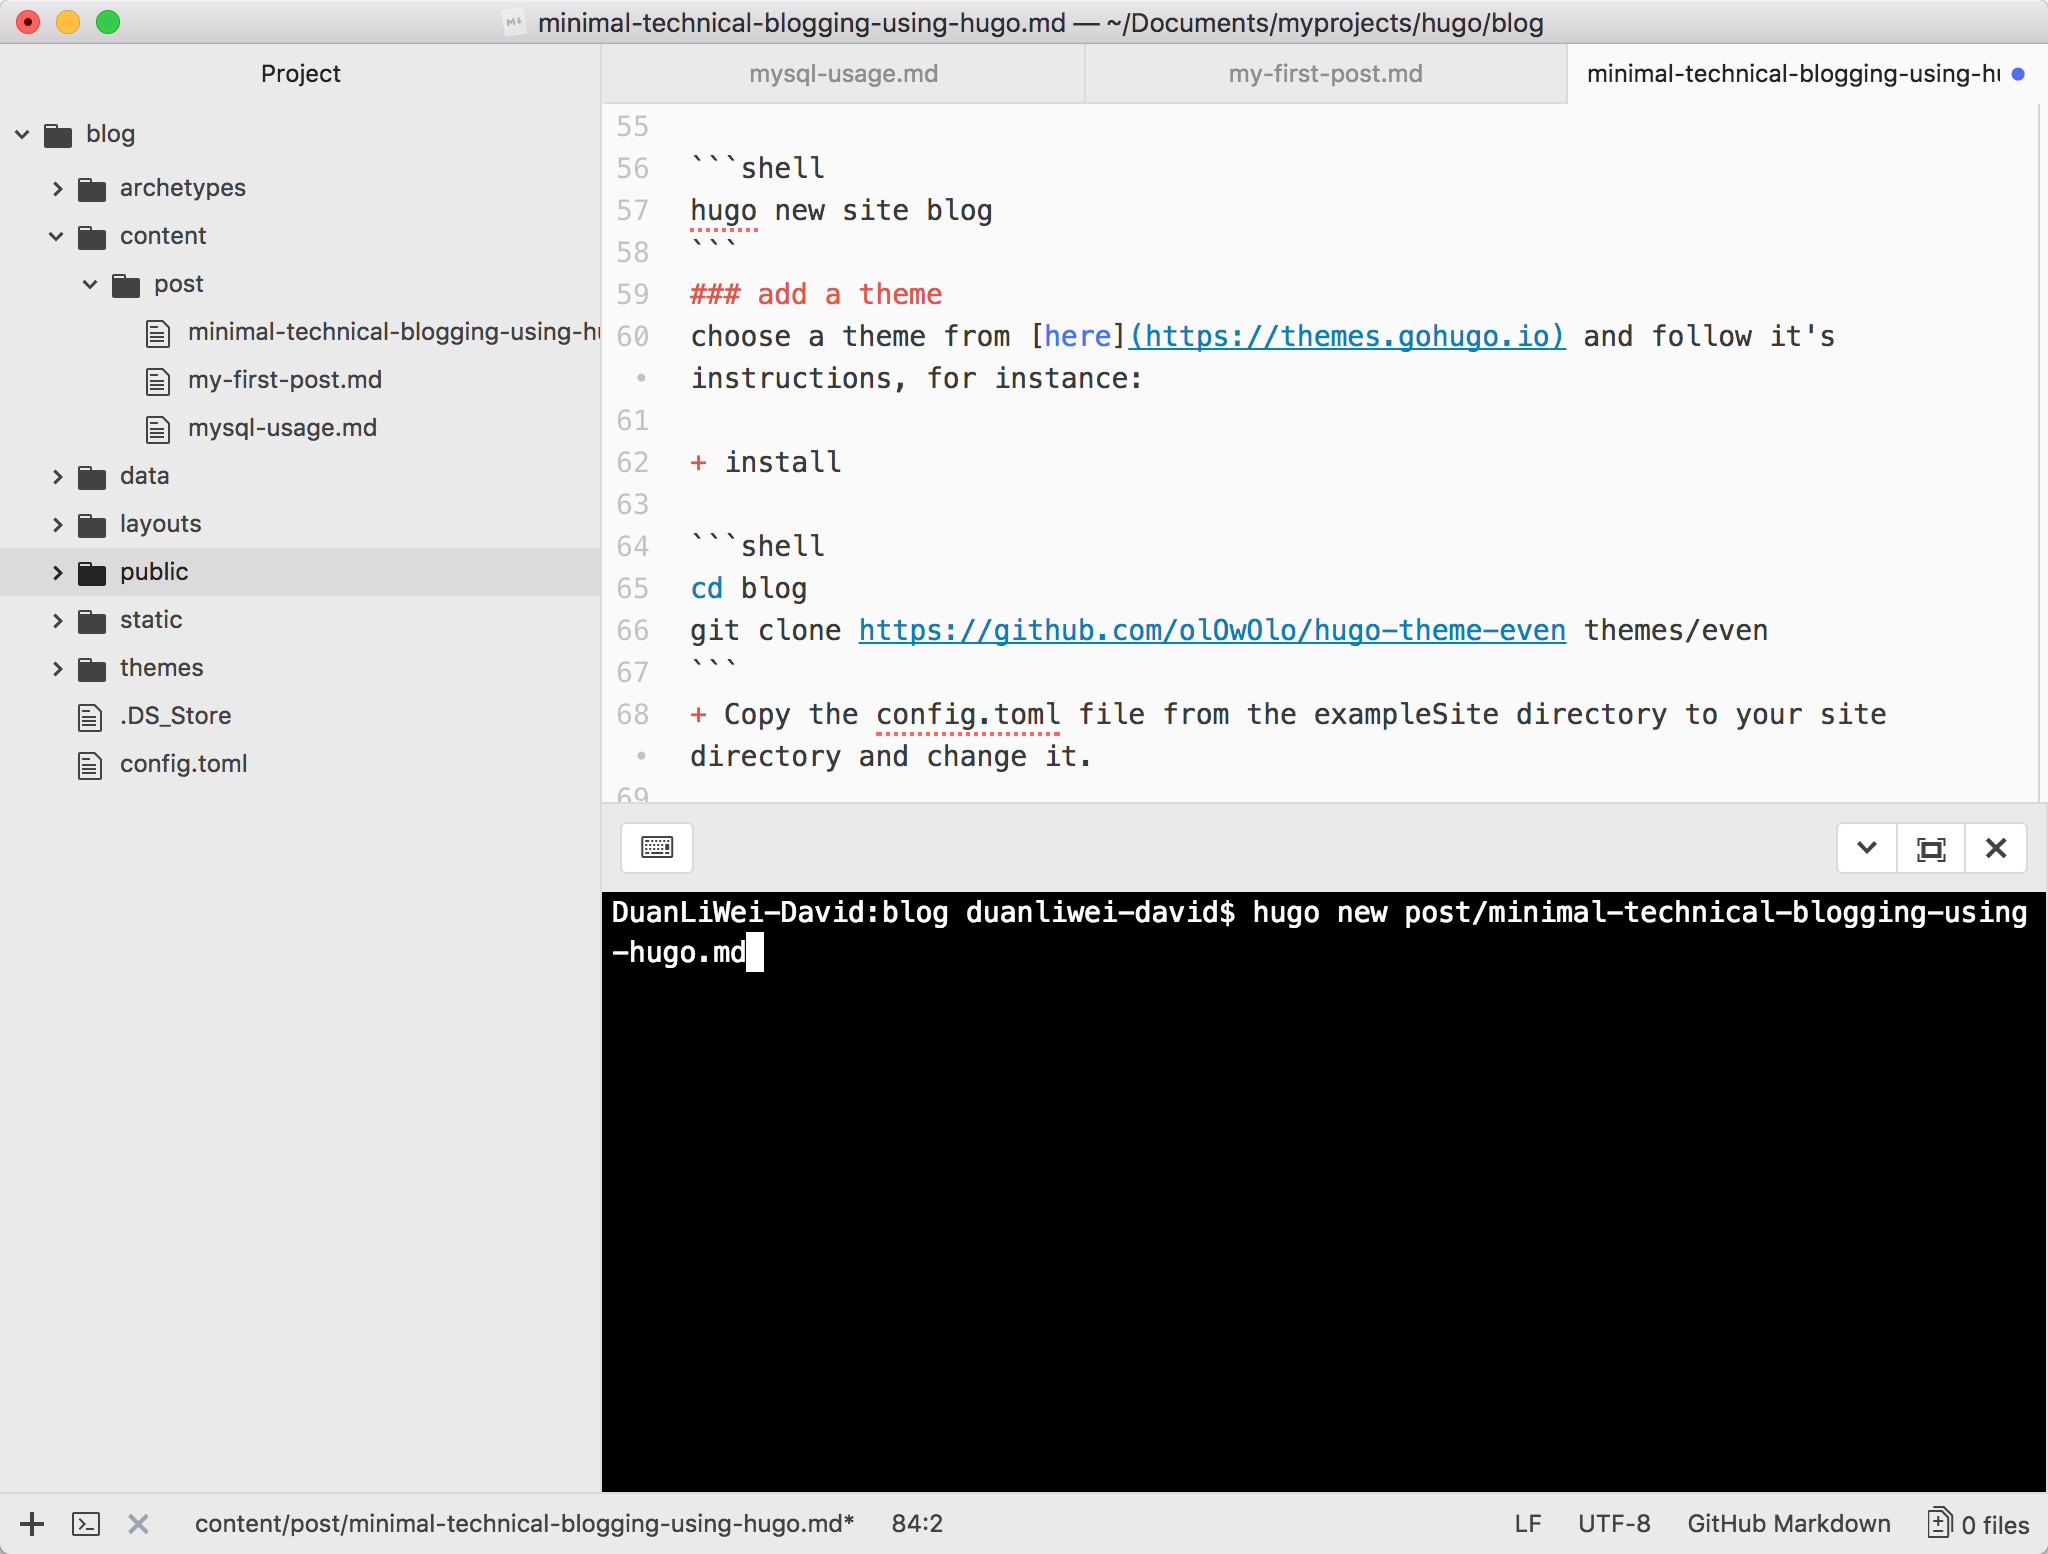 minimal-technical-blogging-using-hugo.md — ~/Documents/myprojects/hugo/blog
Project
mysql-usage.md
my-first-post.md
minimal-technical-blogging-using-hu
blog
archetypes
content
post
minimal-technical-blogging-using-hu
my-first-post.md
mysql-usage.md
data
layouts
public
static
themes
.DS_Store
config.toml
55
56 ```shell
57 hugo new site blog
58 ```
59 ### add a theme
60 choose a theme from [here](https://themes.gohugo.io) and follow it's
• instructions, for instance:
61
62 + install
63
64 ```shell
65 cd blog
66 git clone https://github.com/olOwOlo/hugo-theme-even themes/even
67 ```
68 + Copy the config.toml file from the exampleSite directory to your site
• directory and change it.
69
DuanLiWei-David:blog duanliwei-david$ hugo new post/minimal-technical-blogging-using
-hugo.md
content/post/minimal-technical-blogging-using-hugo.md* 84:2 LF UTF-8 GitHub Markdown 0 files